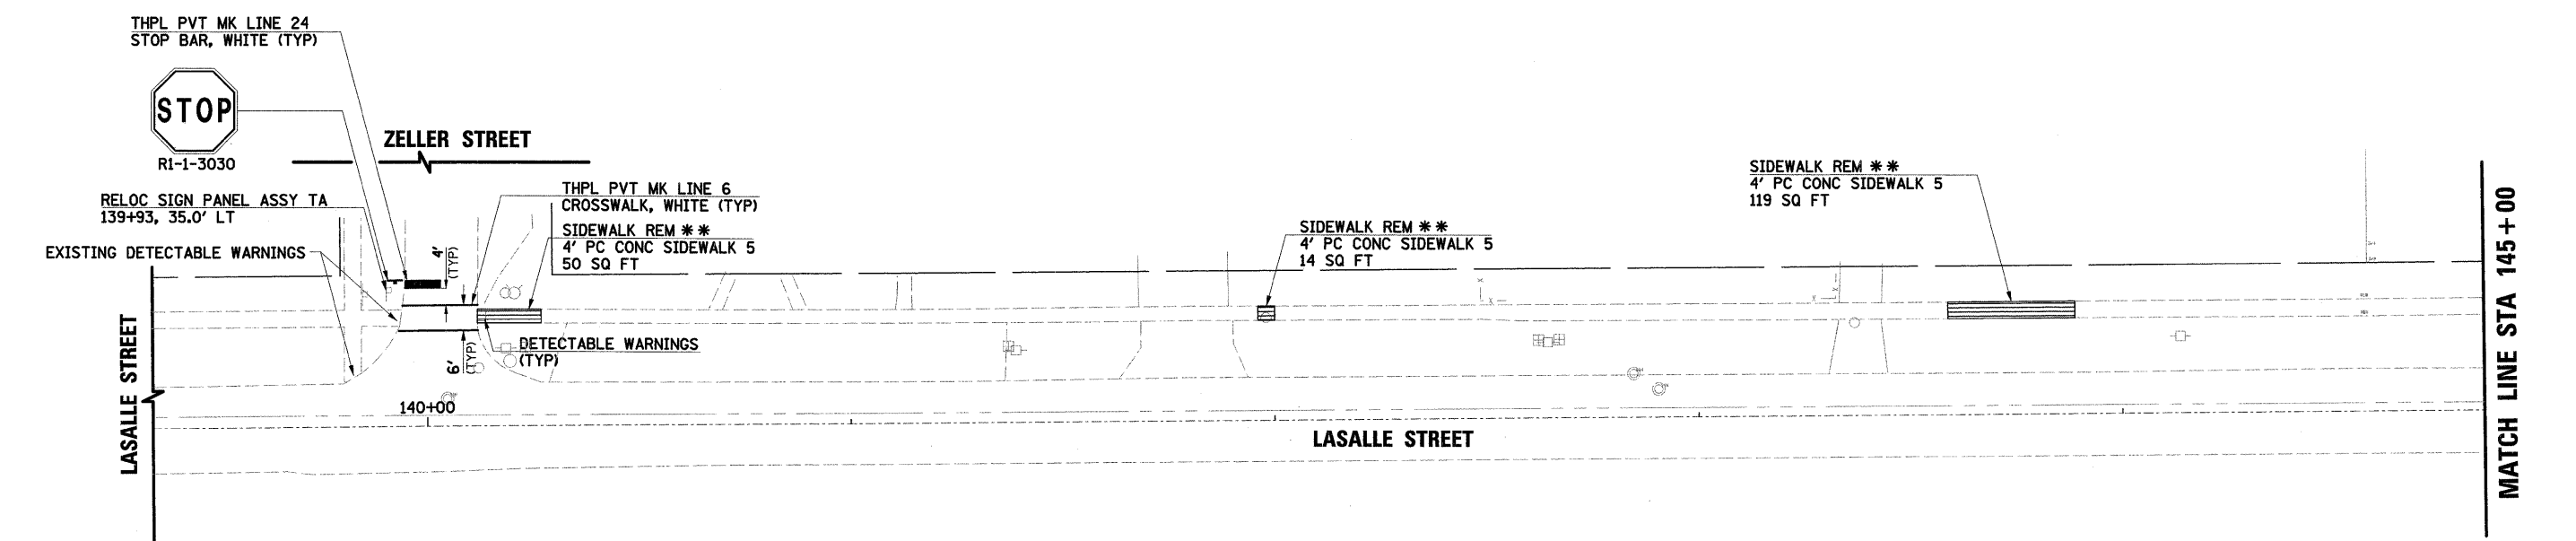 THPL PVT MK LINE 24
STOP BAR, WHITE (TYP)
STOP
R1-1-3030
ZELLER STREET
RELOC SIGN PANEL ASSY TA
139+93, 35.0' LT
EXISTING DETECTABLE WARNINGS
4'
(TYP)
THPL PVT MK LINE 6
CROSSWALK, WHITE (TYP)
SIDEWALK REM **
4' PC CONC SIDEWALK 5
50 SQ FT
SIDEWALK REM **
4' PC CONC SIDEWALK 5
14 SQ FT
SIDEWALK REM **
4' PC CONC SIDEWALK 5
119 SQ FT
6'
(TYP)
DETECTABLE WARNINGS
(TYP)
LASALLE STREET
140+00
LASALLE STREET
MATCH LINE STA 145+00